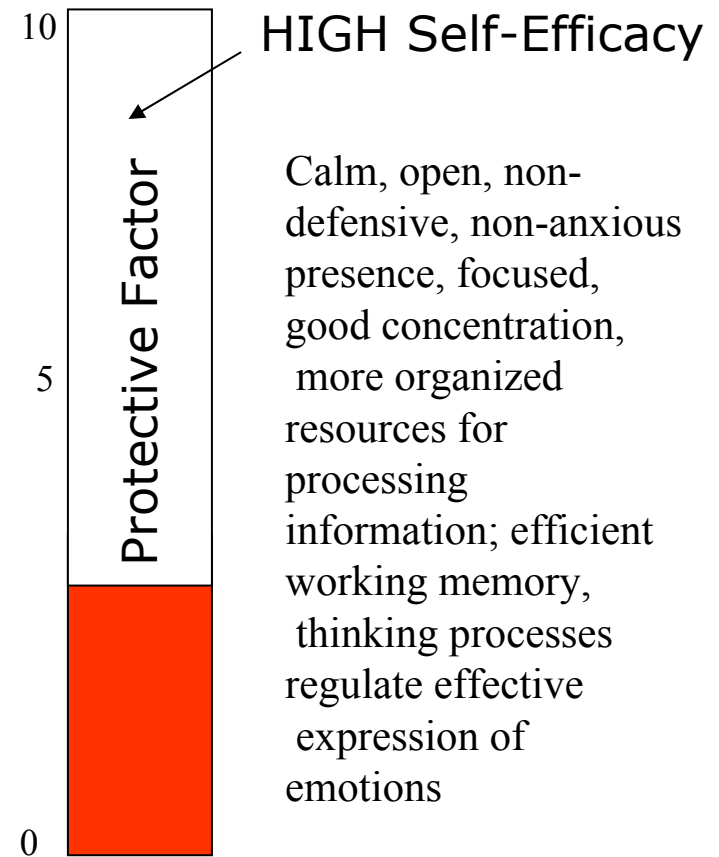 10
HIGH Self-Efficacy
Protective Factor
5
0
Calm, open, non-
defensive, non-anxious
presence, focused,
good concentration,
more organized
resources for
processing
information; efficient
working memory,
thinking processes
regulate effective
expression of
emotions